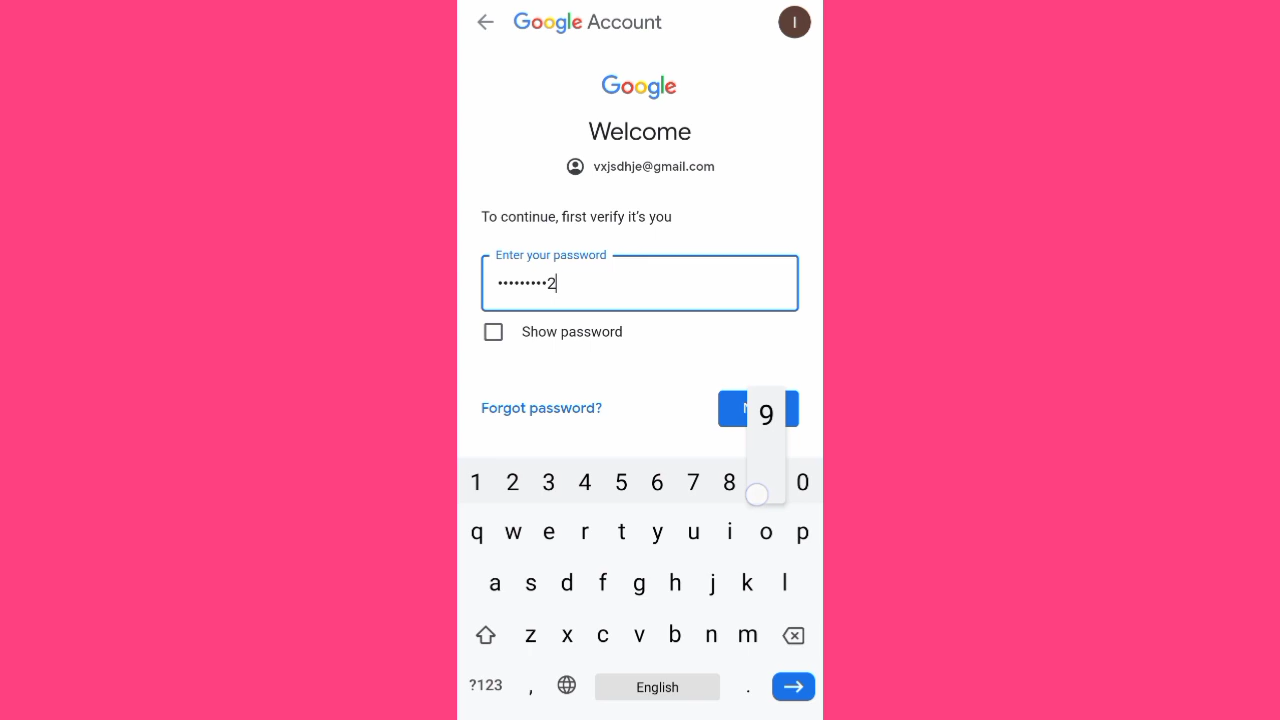 Google Account
I
Google
Welcome
vxjsdhje@gmail.com
To continue, first verify it's you
Enter your password
•••••••••2
Show password
Forgot password?
9
1 2 3 4 5 6 7 8 0
q w e r t y u i o p
a s d f g h j k l
z x c v b n m
?123 , English .